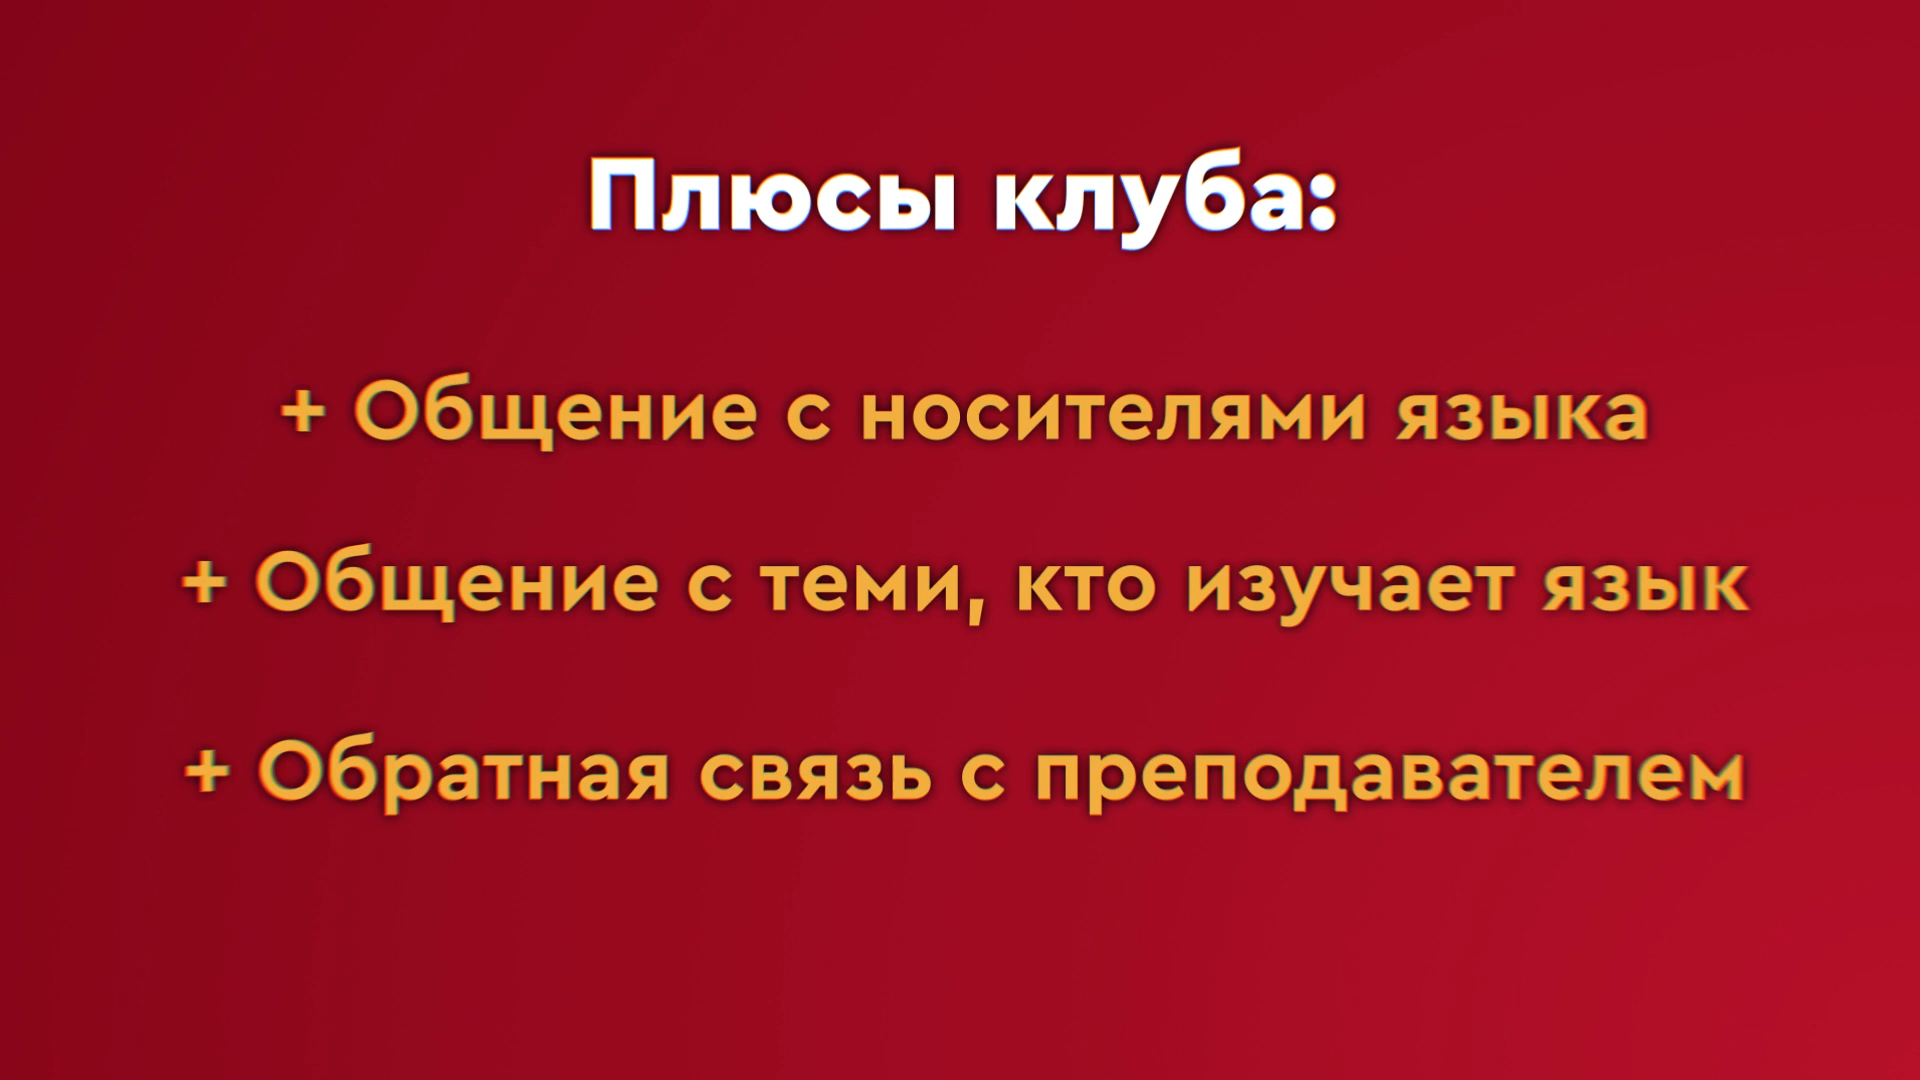 Плюсы клуба:
+ Общение с носителями языка
+ Общение с теми, кто изучает язык
+ Обратная связь с преподавателем